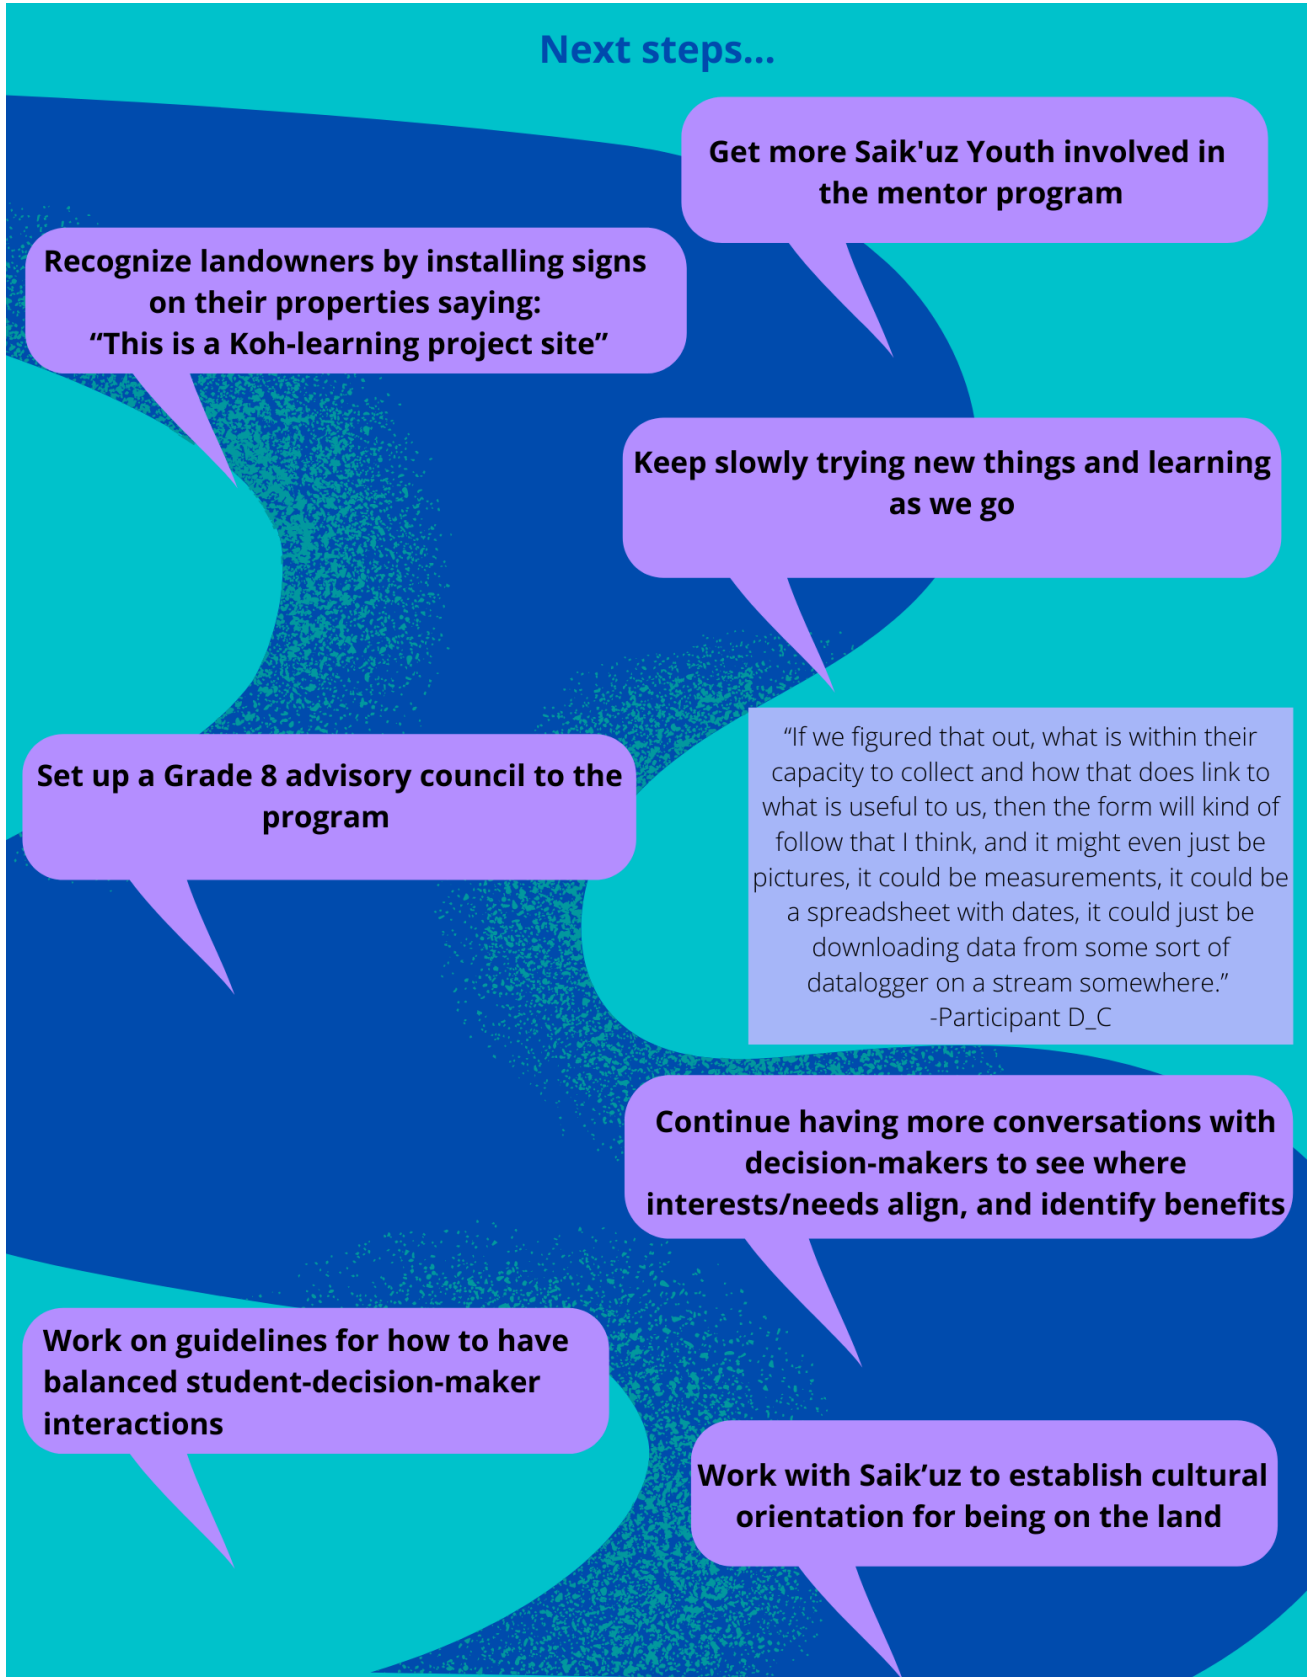 Next steps...
Get more Saik'uz Youth involved in
the mentor program
Recognize landowners by installing signs
on their properties saying:
“This is a Koh-learning project site”
Keep slowly trying new things and learning
as we go
“If we figured that out, what is within their
capacity to collect and how that does link to
what is useful to us, then the form will kind of
follow that I think, and it might even just be
pictures, it could be measurements, it could be
a spreadsheet with dates, it could just be
downloading data from some sort of
datalogger on a stream somewhere.”
-Participant D_C
Set up a Grade 8 advisory council to the
program
Continue having more conversations with
decision-makers to see where
interests/needs align, and identify benefits
Work on guidelines for how to have
balanced student-decision-maker
interactions
Work with Saik’uz to establish cultural
orientation for being on the land